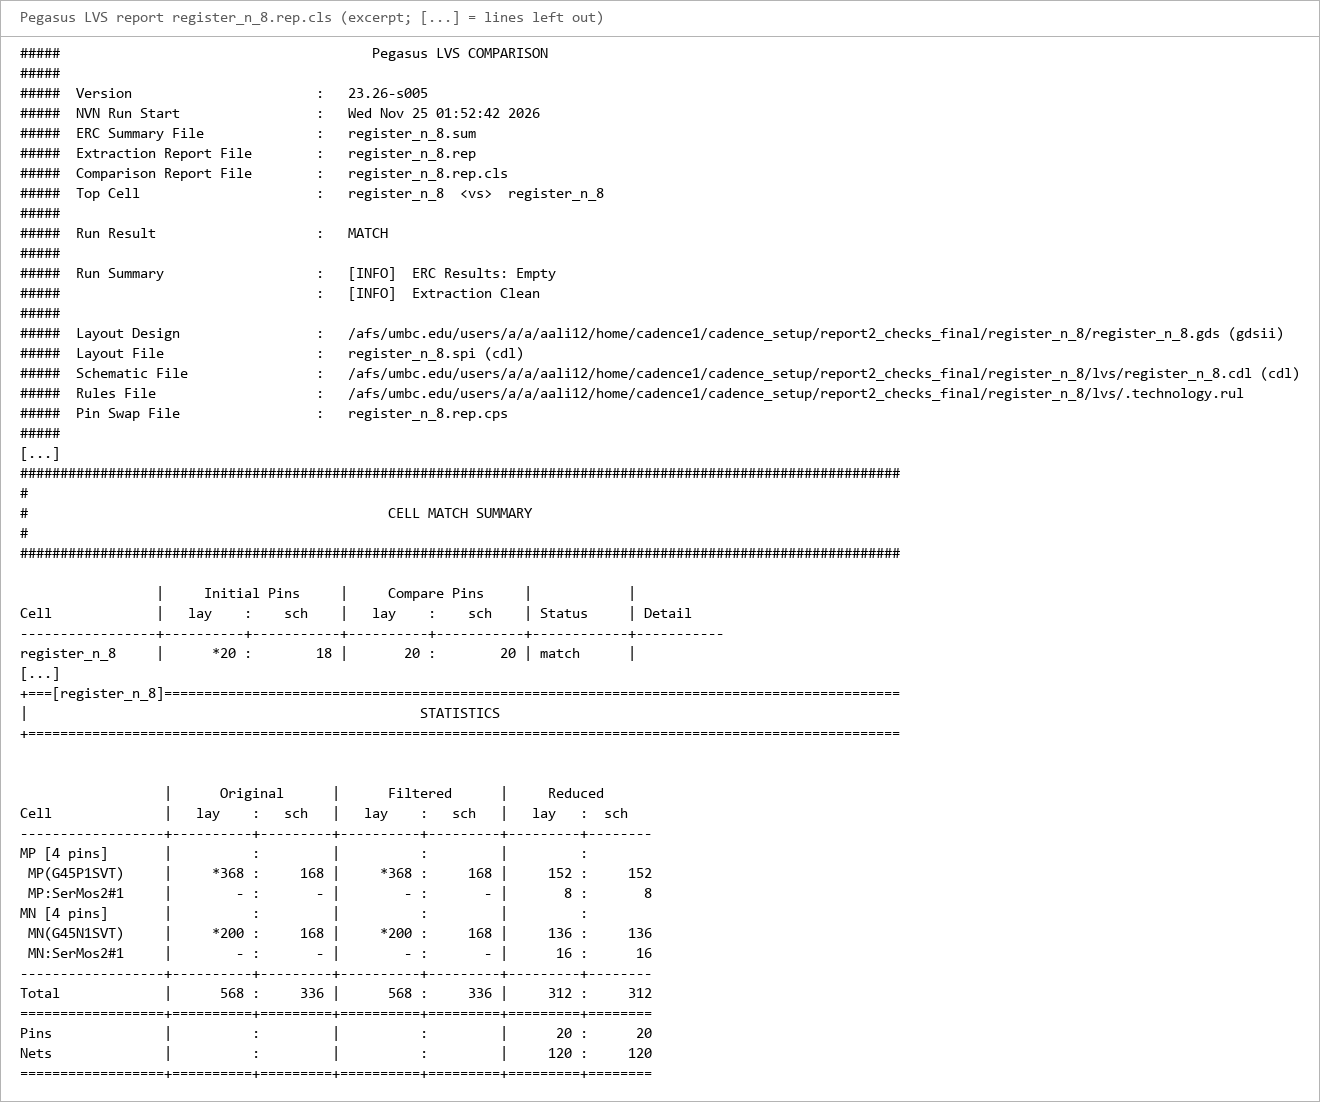 Pegasus LVS report register_n_8.rep.cls (excerpt; [...] = lines left out)
#####                                       Pegasus LVS COMPARISON
#####
#####  Version                       :   23.26-s005
#####  NVN Run Start                 :   Wed Nov 25 01:52:42 2026
#####  ERC Summary File              :   register_n_8.sum
#####  Extraction Report File        :   register_n_8.rep
#####  Comparison Report File        :   register_n_8.rep.cls
#####  Top Cell                      :   register_n_8  <vs>  register_n_8
#####
#####  Run Result                    :   MATCH
#####
#####  Run Summary                   :   [INFO]  ERC Results: Empty
#####                                :   [INFO]  Extraction Clean
#####
#####  Layout Design                 :   /afs/umbc.edu/users/a/a/aali12/home/cadence1/cadence_setup/report2_checks_final/register_n_8/register_n_8.gds (gdsii)
#####  Layout File                   :   register_n_8.spi (cdl)
#####  Schematic File                :   /afs/umbc.edu/users/a/a/aali12/home/cadence1/cadence_setup/report2_checks_final/register_n_8/lvs/register_n_8.cdl (cdl)
#####  Rules File                    :   /afs/umbc.edu/users/a/a/aali12/home/cadence1/cadence_setup/report2_checks_final/register_n_8/lvs/.technology.rul
#####  Pin Swap File                 :   register_n_8.rep.cps
#####
[...]
##############################################################################################################
#
#                                             CELL MATCH SUMMARY
#
##############################################################################################################
                 |     Initial Pins     |     Compare Pins     |            |
Cell             |   lay    :    sch    |   lay    :    sch    | Status     | Detail
-----------------+----------+-----------+----------+-----------+------------+-----------
register_n_8     |      *20 :        18 |       20 :        20 | match      |
[...]
+===[register_n_8]============================================================================================
|                                                 STATISTICS
+=============================================================================================================
                  |      Original      |      Filtered      |     Reduced
Cell              |   lay    :   sch   |   lay    :   sch   |   lay   :  sch
------------------+----------+---------+----------+---------+---------+--------
MP [4 pins]       |          :         |          :         |         :
 MP(G45P1SVT)     |     *368 :     168 |     *368 :     168 |     152 :     152
 MP:SerMos2#1     |        - :       - |        - :       - |       8 :       8
MN [4 pins]       |          :         |          :         |         :
 MN(G45N1SVT)     |     *200 :     168 |     *200 :     168 |     136 :     136
 MN:SerMos2#1     |        - :       - |        - :       - |      16 :      16
------------------+----------+---------+----------+---------+---------+--------
Total             |      568 :     336 |      568 :     336 |     312 :     312
==================+==========+=========+==========+=========+=========+========
Pins              |          :         |          :         |      20 :      20
Nets              |          :         |          :         |     120 :     120
==================+==========+=========+==========+=========+=========+========